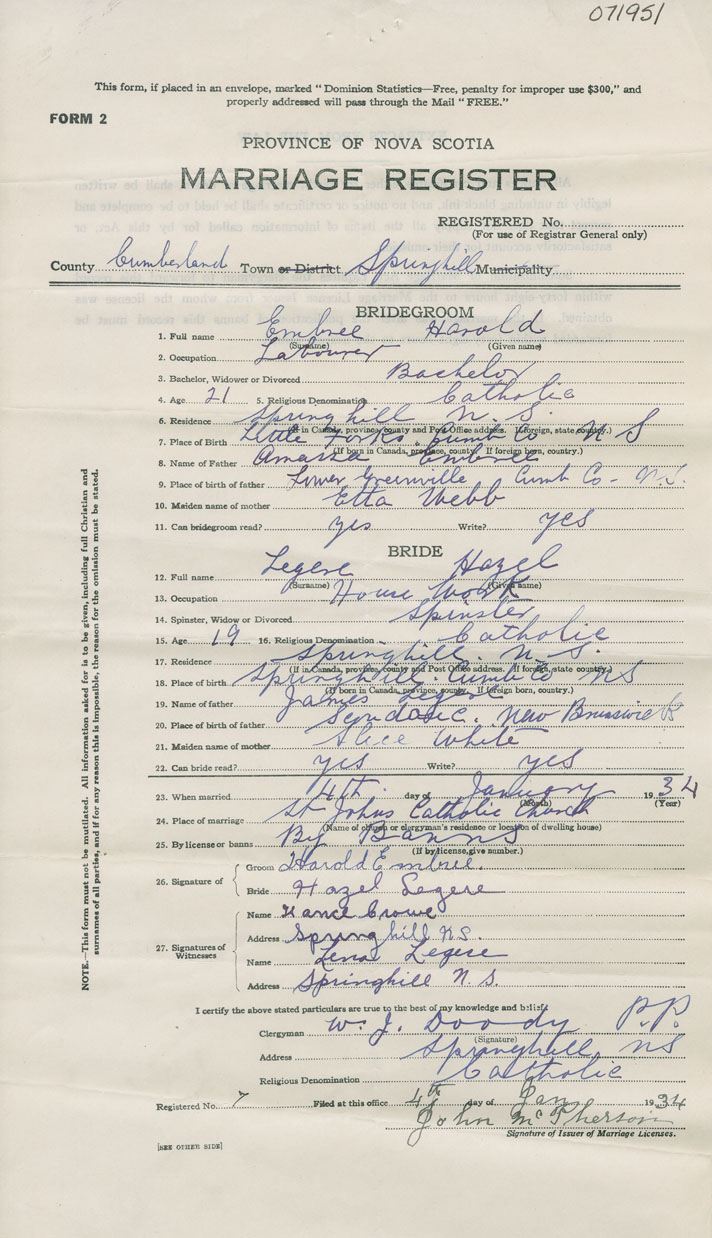 071951
This form, if placed in an envelope, marked "Dominion Statistics—Free, penalty for improper use $300," and
properly addressed will pass through the Mail "FREE."
FORM 2
PROVINCE OF NOVA SCOTIA
MARRIAGE REGISTER
REGISTERED No.
(For use of Registrar General only)
County Cumberland Town or District Springhill Municipality
BRIDEGROOM
1. Full name Embree Harold
(Surname) (Given name)
2. Occupation Labourer
3. Bachelor, Widower or Divorced Bachelor
4. Age 21 5. Religious Denomination Catholic
6. Residence Springhill N. S.
(If in Canada, province, county and Post Office address. If foreign, state country.)
7. Place of Birth Little Forks. Cumb Co N S
(If born in Canada, province, county. If foreign born, country.)
8. Name of Father Amasa Embree
9. Place of birth of father Lower Greenville Cumb Co - N.S.
10. Maiden name of mother Etta Webb
11. Can bridegroom read? yes Write? yes
BRIDE
12. Full name Legere Hazel
(Surname) (Given name)
13. Occupation House Work
14. Spinster, Widow or Divorced Spinster
15. Age 19 16. Religious Denomination Catholic
17. Residence Springhill. N. S.
(If in Canada, province, county and Post Office address. If foreign, state country.)
18. Place of birth Springhill. Cumb Co NS
(If born in Canada, province, county. If foreign born, country.)
19. Name of father James Legere
20. Place of birth of father New Brunswick
21. Maiden name of mother Alice White
22. Can bride read? yes Write? yes
23. When married 4th day of January 1934
(Month) (Year)
24. Place of marriage St Johns Catholic Church
(Name of church or clergyman's residence or location of dwelling house)
25. By license or banns By Banns
(If by license, give number.)
26. Signature of
Groom Harold Embree.
Bride Hazel Legere
27. Signatures of Witnesses
Name Crowe
Address Springhill N.S.
Name Lena Legere
Address Springhill N. S.
I certify the above stated particulars are true to the best of my knowledge and belief.
Clergyman W. J. Doody P.P.
(Signature)
Address Springhill NS
Religious Denomination Catholic
Registered No. 7 Filed at this office 4th day of Jan 1934
John McPherson
Signature of Issuer of Marriage Licenses.
[SEE OTHER SIDE]
NOTE.—This form must not be mutilated. All information asked for is to be given, including full Christian and
surnames of all parties, and if for any reason this is impossible, the reason for the omission must be stated.